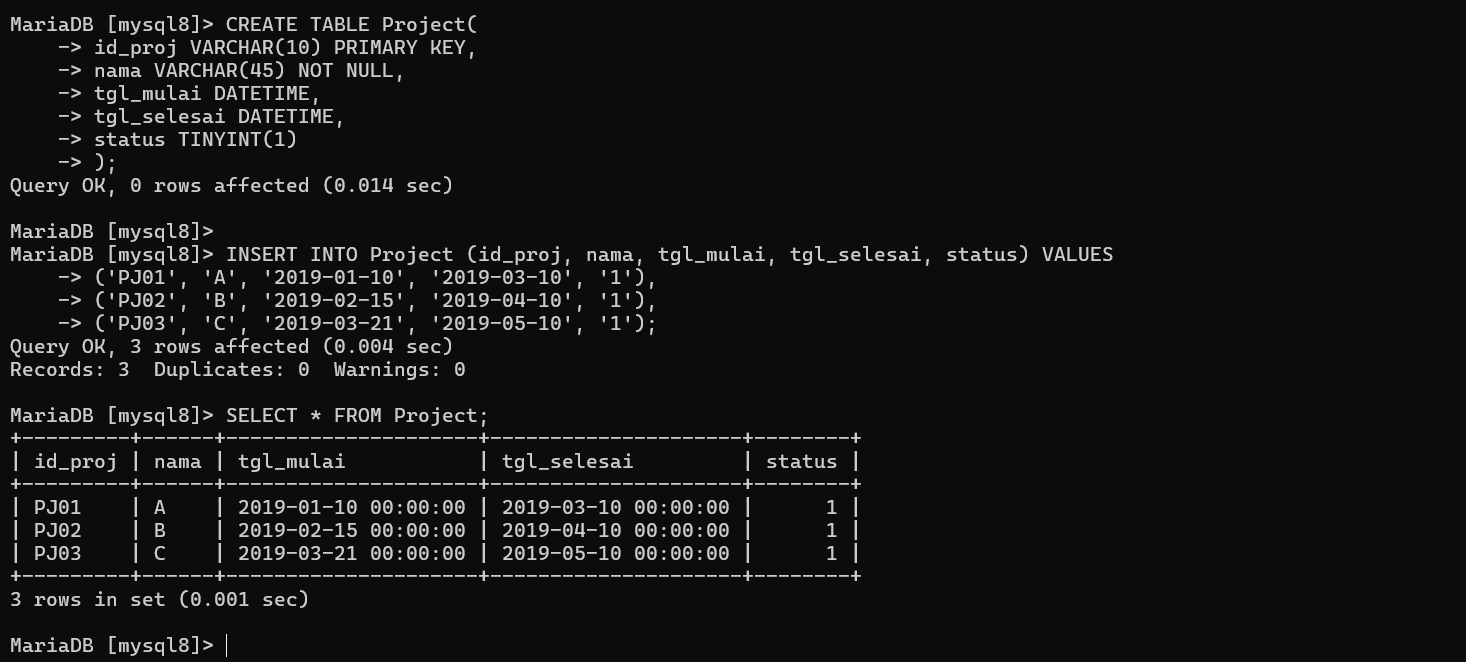 MariaDB [mysql8]> CREATE TABLE Project(
    -> id_proj VARCHAR(10) PRIMARY KEY,
    -> nama VARCHAR(45) NOT NULL,
    -> tgl_mulai DATETIME,
    -> tgl_selesai DATETIME,
    -> status TINYINT(1)
    -> );
Query OK, 0 rows affected (0.014 sec)

MariaDB [mysql8]>
MariaDB [mysql8]> INSERT INTO Project (id_proj, nama, tgl_mulai, tgl_selesai, status) VALUES
    -> ('PJ01', 'A', '2019-01-10', '2019-03-10', '1'),
    -> ('PJ02', 'B', '2019-02-15', '2019-04-10', '1'),
    -> ('PJ03', 'C', '2019-03-21', '2019-05-10', '1');
Query OK, 3 rows affected (0.004 sec)
Records: 3  Duplicates: 0  Warnings: 0

MariaDB [mysql8]> SELECT * FROM Project;
+---------+------+---------------------+---------------------+--------+
| id_proj | nama | tgl_mulai           | tgl_selesai         | status |
+---------+------+---------------------+---------------------+--------+
| PJ01    | A    | 2019-01-10 00:00:00 | 2019-03-10 00:00:00 |      1 |
| PJ02    | B    | 2019-02-15 00:00:00 | 2019-04-10 00:00:00 |      1 |
| PJ03    | C    | 2019-03-21 00:00:00 | 2019-05-10 00:00:00 |      1 |
+---------+------+---------------------+---------------------+--------+
3 rows in set (0.001 sec)

MariaDB [mysql8]>